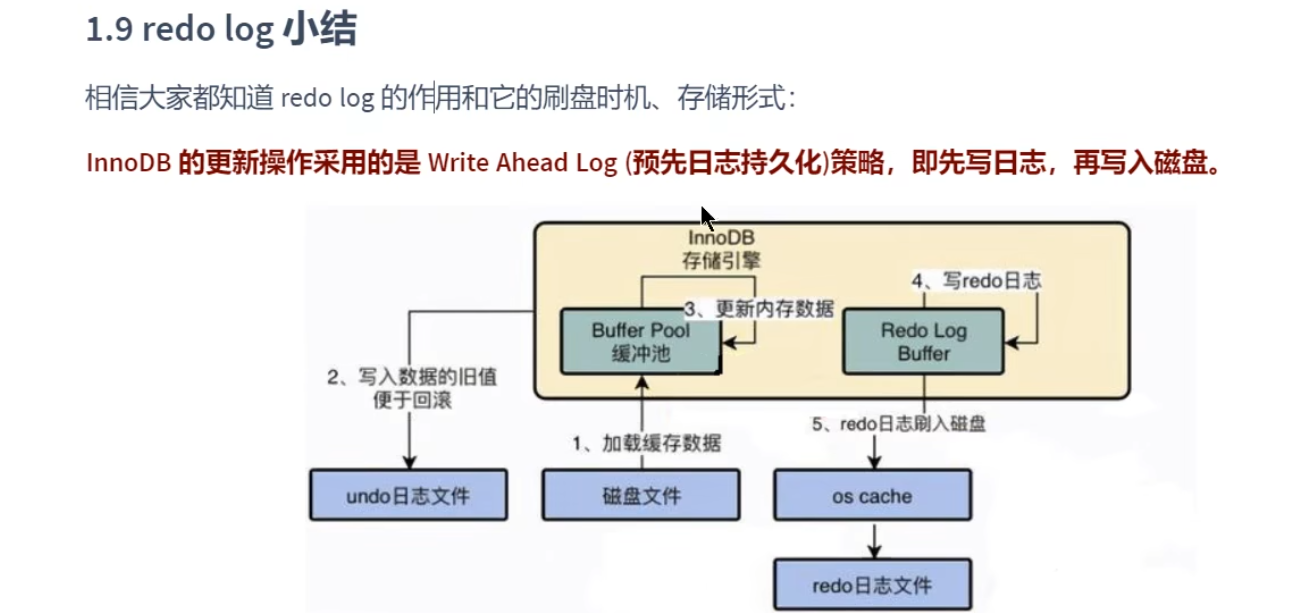 1.9 redo log 小结
相信大家都知道 redo log 的作用和它的刷盘时机、存储形式：
InnoDB 的更新操作采用的是 Write Ahead Log (预先日志持久化)策略，即先写日志，再写入磁盘。
InnoDB
存储引擎
4、写redo日志
3、更新内存数据
Buffer Pool
缓冲池
Redo Log
Buffer
2、写入数据的旧值
便于回滚
5、redo日志刷入磁盘
1、加载缓存数据
undo日志文件
磁盘文件
os cache
redo日志文件